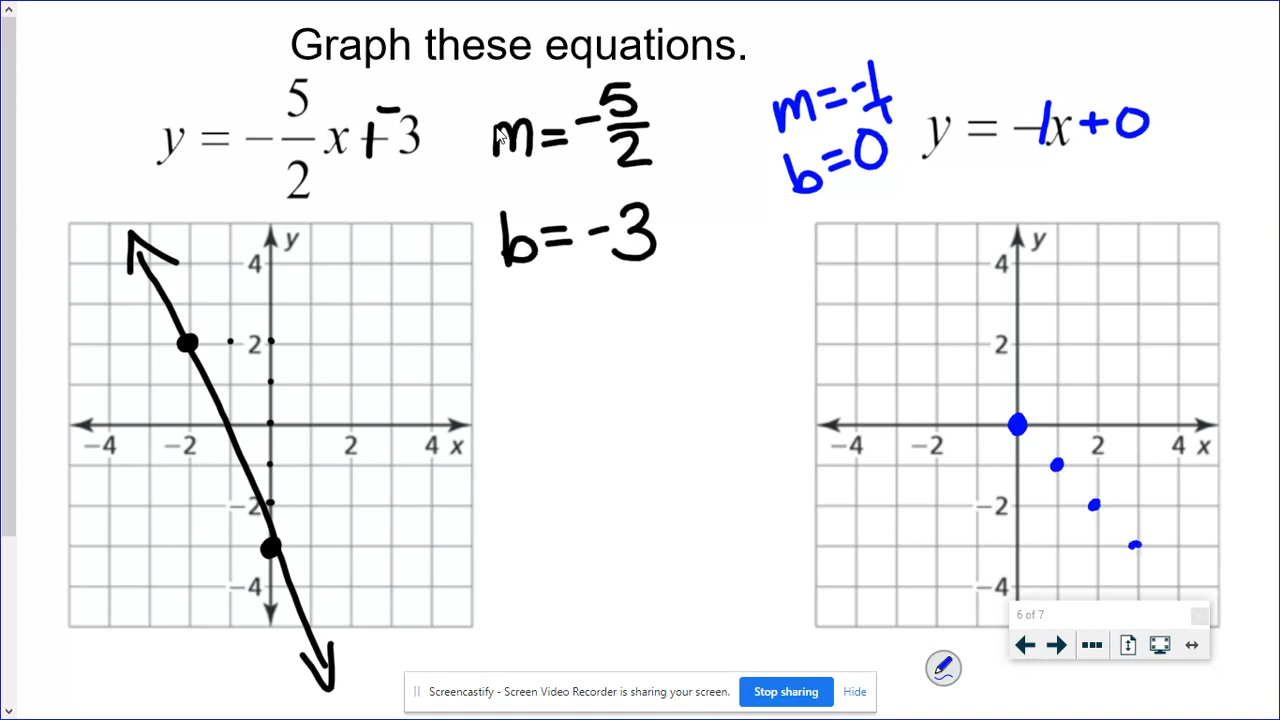 Graph these equations.
y = -5/2 x + -3
m = -5/2
b = -3
m = -1
b = 0
y = -1x + 0
y
4
2
-4 -2 2 4 x
-2
-4
y
4
2
-4 -2 2 4 x
-2
-4
6 of 7
Screencastify - Screen Video Recorder is sharing your screen. Stop sharing Hide